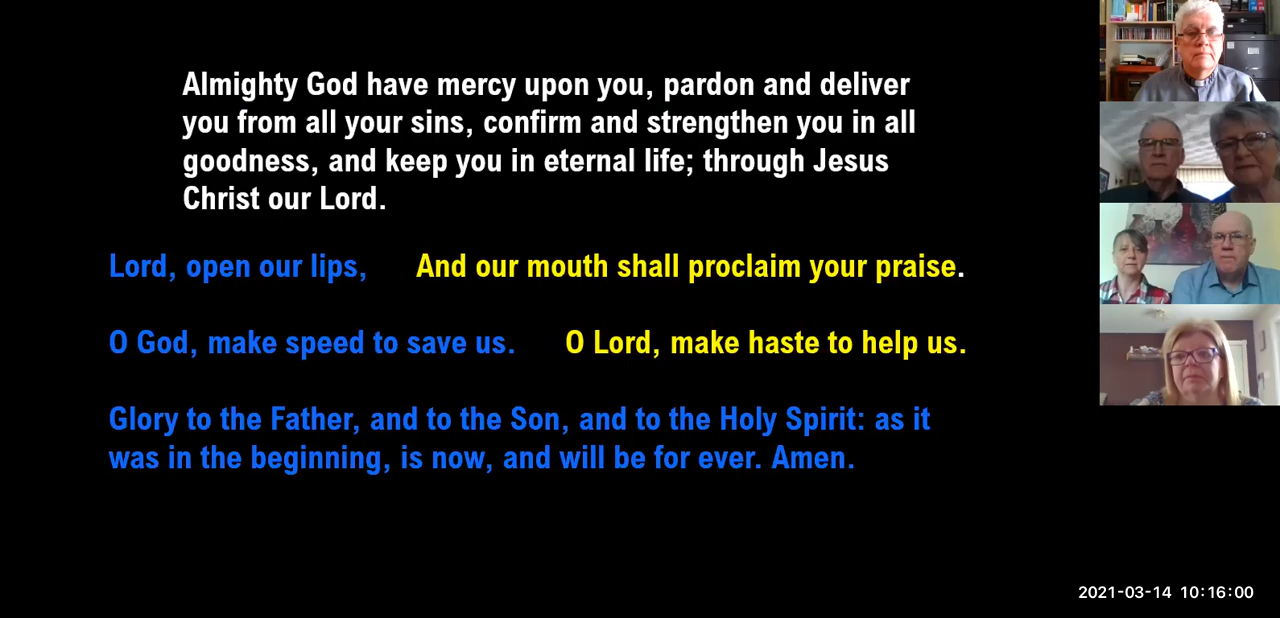 Almighty God have mercy upon you, pardon and deliver
you from all your sins, confirm and strengthen you in all
goodness, and keep you in eternal life; through Jesus
Christ our Lord.
Lord, open our lips, And our mouth shall proclaim your praise.
O God, make speed to save us. O Lord, make haste to help us.
Glory to the Father, and to the Son, and to the Holy Spirit: as it
was in the beginning, is now, and will be for ever. Amen.
2021-03-14 10:16:00